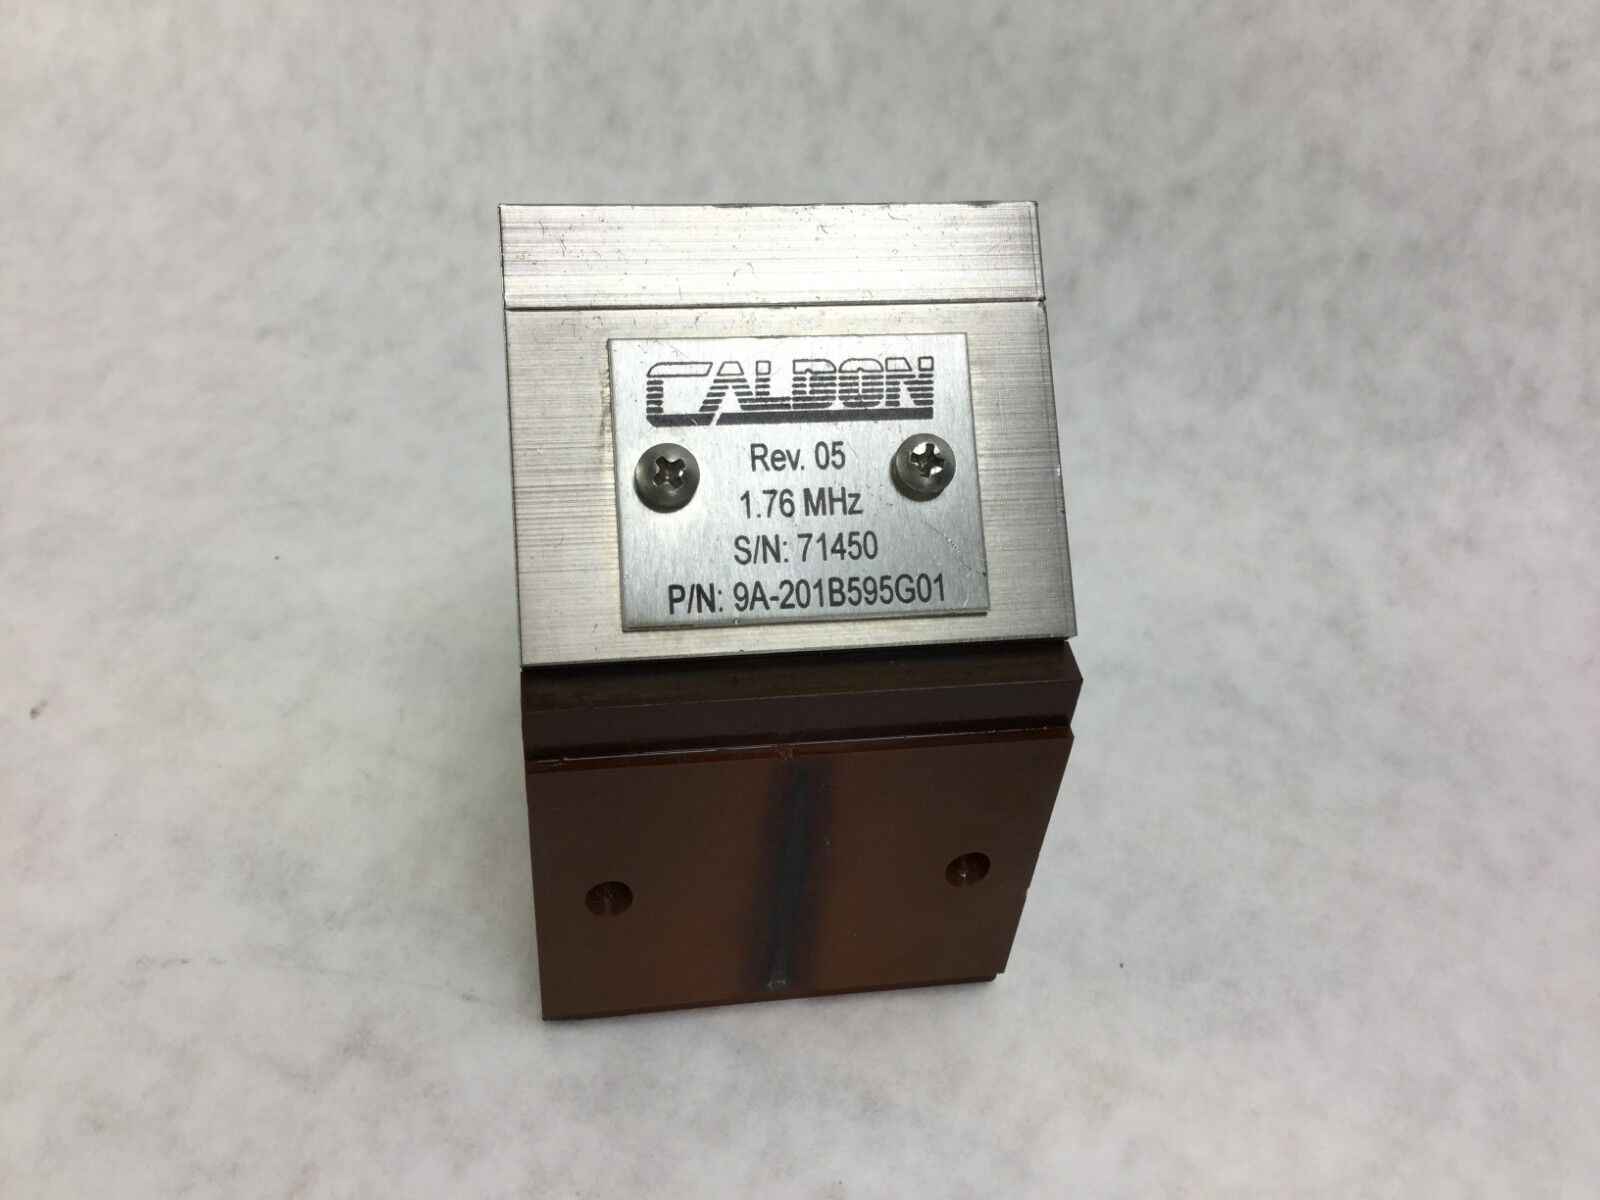 CALDON
Rev. 05
1.76 MHz
S/N: 71450
P/N: 9A-201B595G01